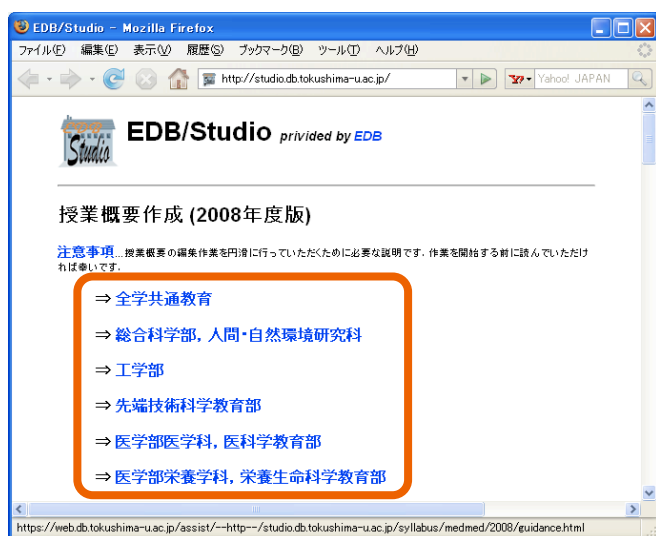 EDB/Studio - Mozilla Firefox
ファイル(F) 編集(E) 表示(V) 履歴(S) ブックマーク(B) ツール(T) ヘルプ(H)
http://studio.db.tokushima-u.ac.jp/ Yahoo! JAPAN
Studio EDB/Studio privided by EDB
授業概要作成 (2008年度版)
注意事項...授業概要の編集作業を円滑に行っていただくために必要な説明です．作業を開始する前に読んでいただけ
れば幸いです．
⇒ 全学共通教育
⇒ 総合科学部, 人間・自然環境研究科
⇒ 工学部
⇒ 先端技術科学教育部
⇒ 医学部医学科, 医科学教育部
⇒ 医学部栄養学科, 栄養生命科学教育部
https://web.db.tokushima-u.ac.jp/assist/--http--/studio.db.tokushima-u.ac.jp/syllabus/medmed/2008/guidance.html